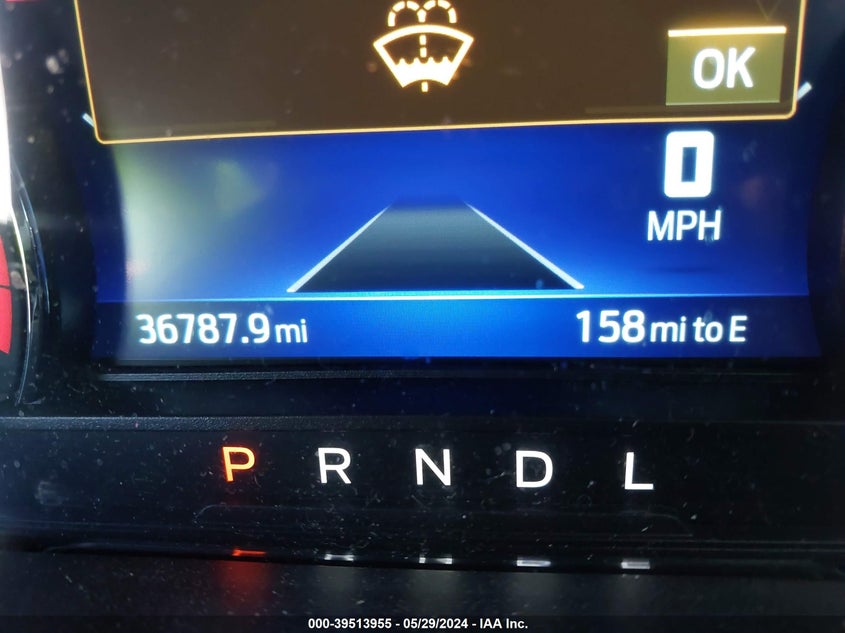 OK
0
MPH
36787.9 mi 158 mi to E
P R N D L
000-39513955 - 05/29/2024 - IAA Inc.